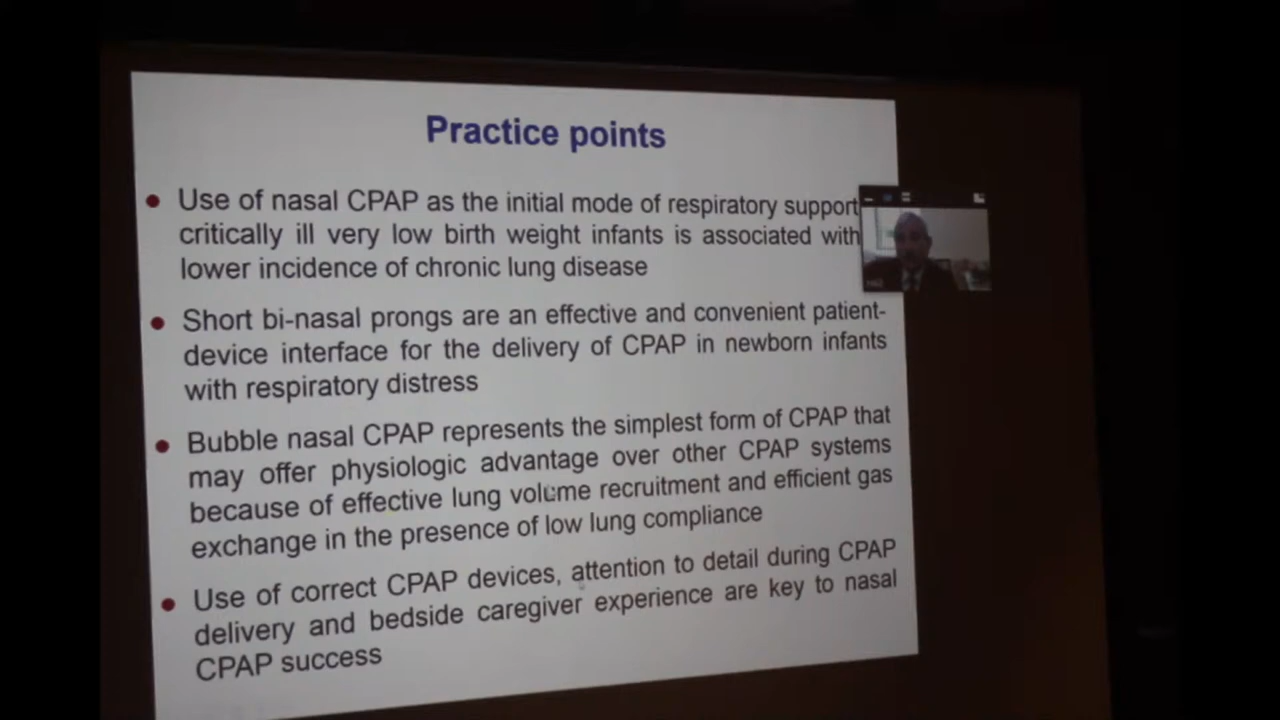 Practice points
• Use of nasal CPAP as the initial mode of respiratory support
critically ill very low birth weight infants is associated with
lower incidence of chronic lung disease
• Short bi-nasal prongs are an effective and convenient patient-
device interface for the delivery of CPAP in newborn infants
with respiratory distress
• Bubble nasal CPAP represents the simplest form of CPAP that
may offer physiologic advantage over other CPAP systems
because of effective lung volume recruitment and efficient gas
exchange in the presence of low lung compliance
• Use of correct CPAP devices, attention to detail during CPAP
delivery and bedside caregiver experience are key to nasal
CPAP success